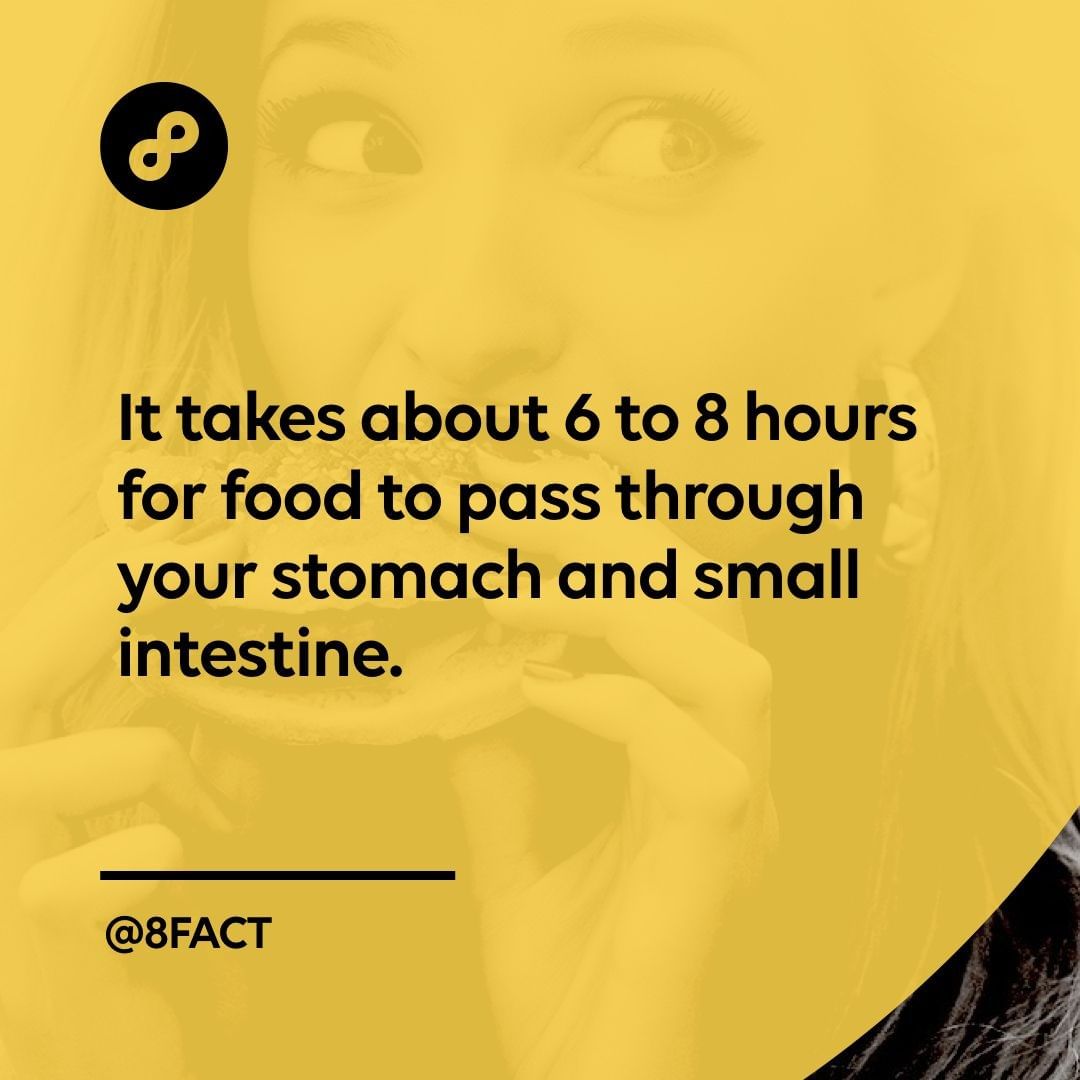 It takes about 6 to 8 hours
for food to pass through
your stomach and small
intestine.
@8FACT